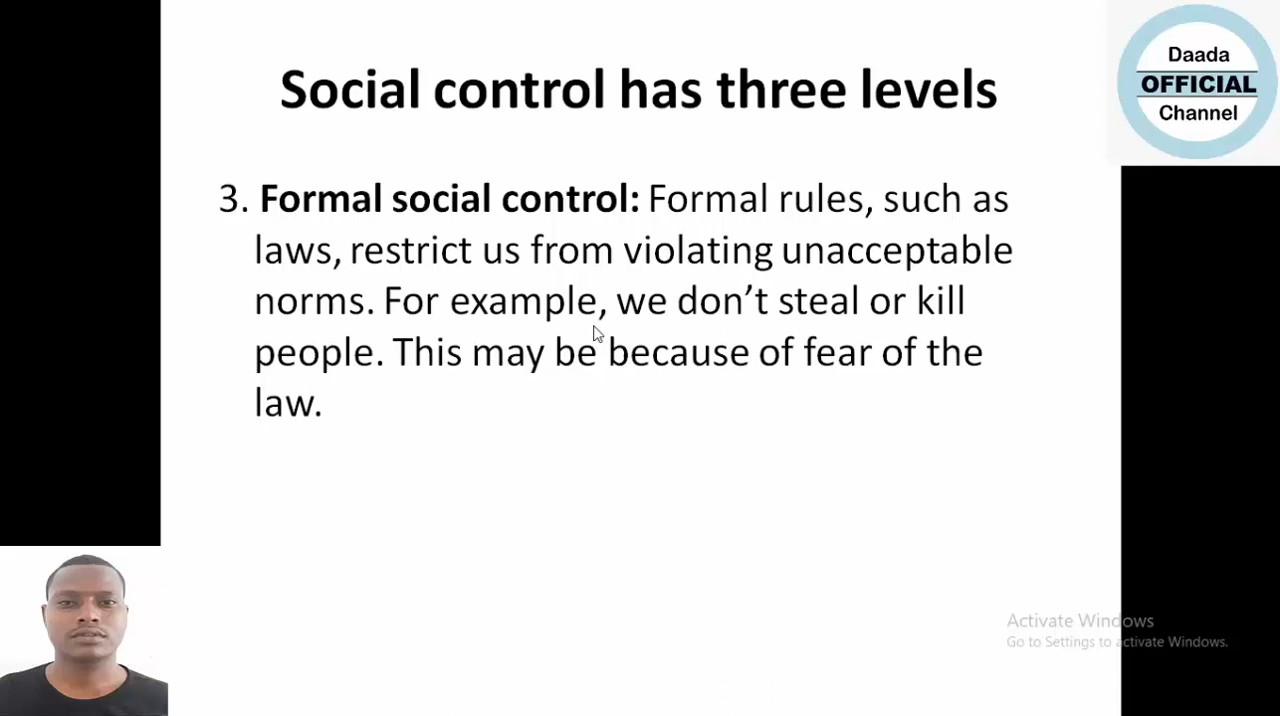 Social control has three levels
Daada
OFFICIAL
Channel
3. Formal social control: Formal rules, such as
laws, restrict us from violating unacceptable
norms. For example, we don’t steal or kill
people. This may be because of fear of the
law.
Activate Windows
Go to Settings to activate Windows.